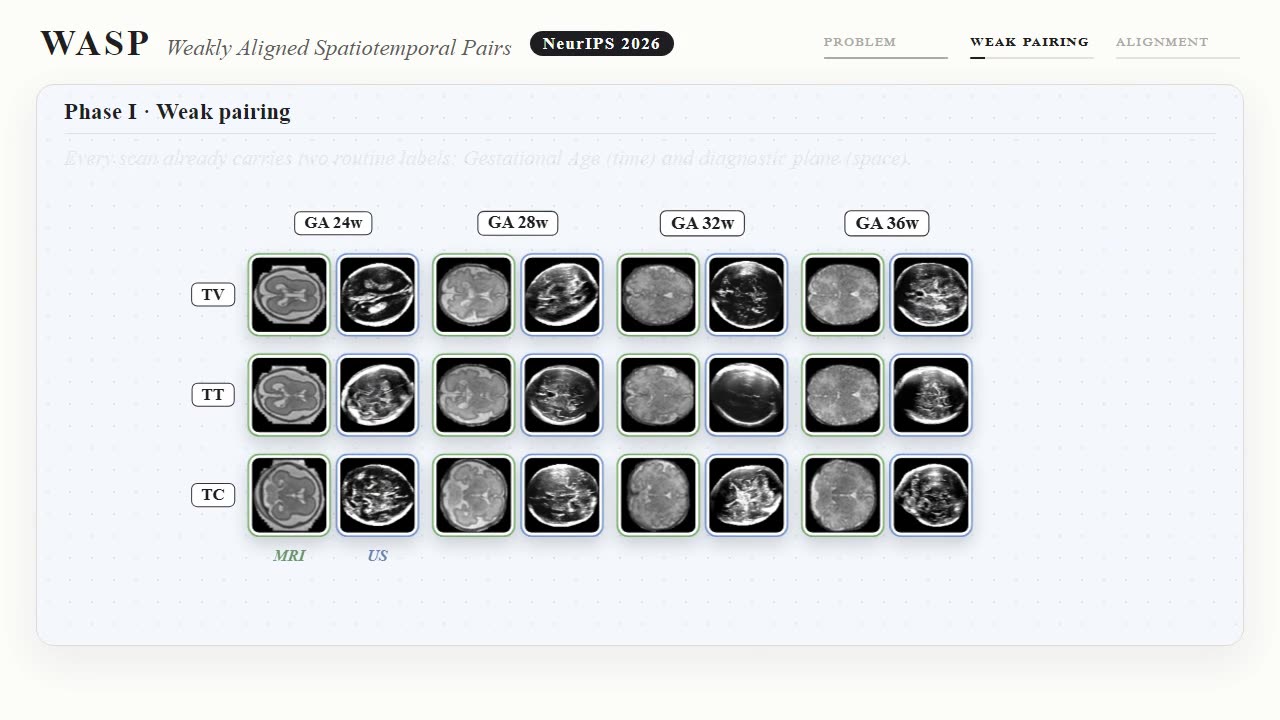 WASP Weakly Aligned Spatiotemporal Pairs NeurIPS 2026
PROBLEM WEAK PAIRING ALIGNMENT
Phase I · Weak pairing
Every scan already carries two routine labels: Gestational Age (time) and diagnostic plane (space).
GA 24w GA 28w GA 32w GA 36w
TV
TT
TC
MRI US